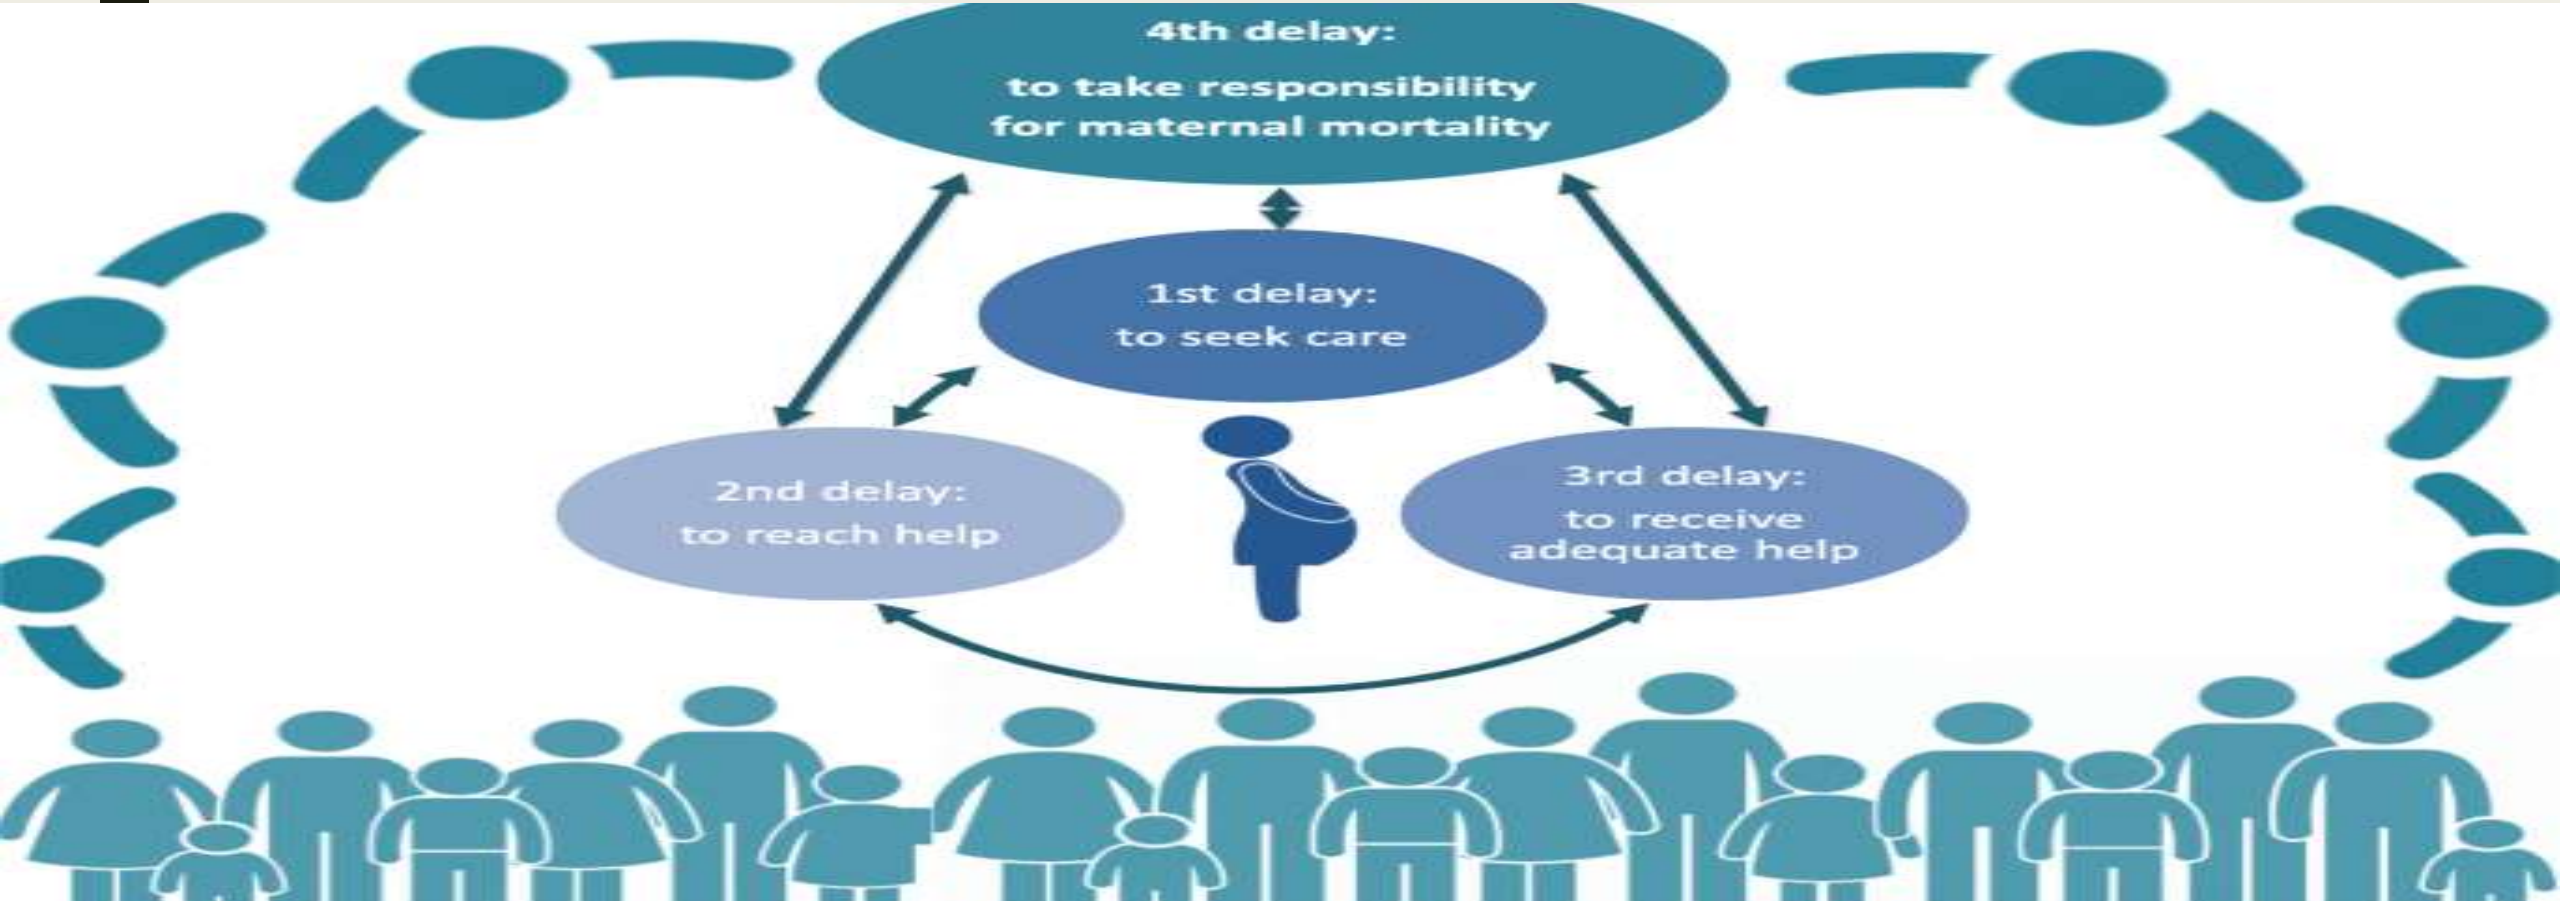 4th delay:
to take responsibility
for maternal mortality
1st delay:
to seek care
2nd delay:
to reach help
3rd delay:
to receive
adequate help